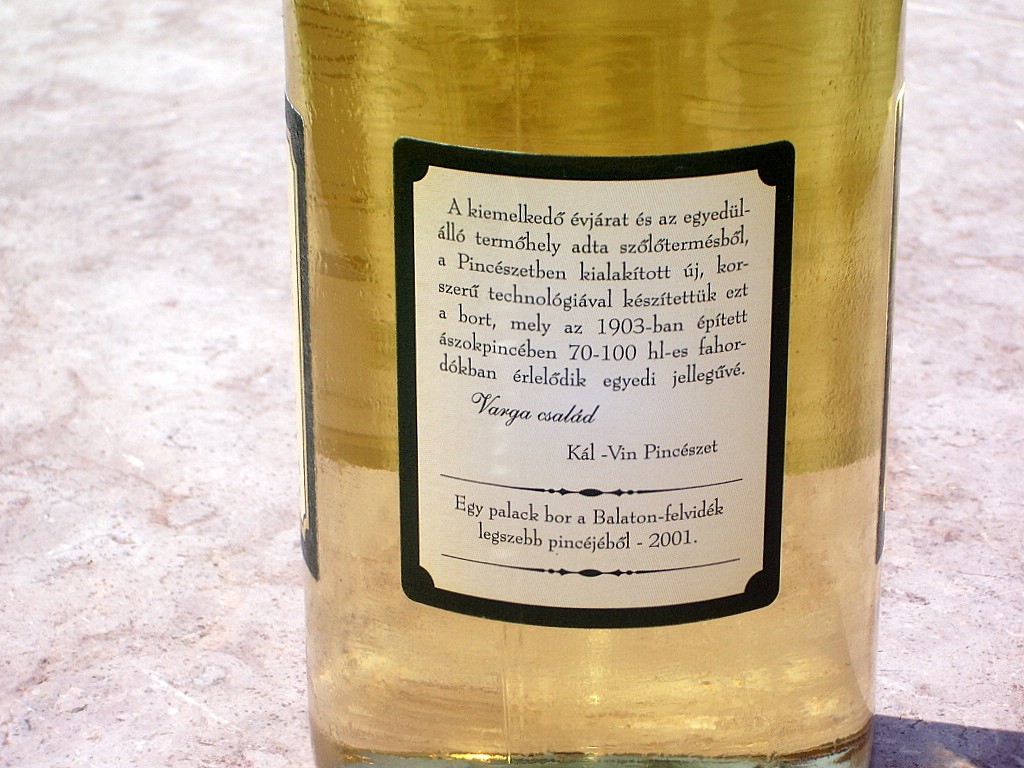 A kiemelkedő évjárat és az egyedül-
álló termőhely adta szőlőtermésből,
a Pincészetben kialakított új, kor-
szerű technológiával készítettük ezt
a bort, mely az 1903-ban épített
ászokpincében 70-100 hl-es fahor-
dókban érlelődik egyedi jellegűvé.
Varga család
Kál -Vin Pincészet
Egy palack bor a Balaton-felvidék
legszebb pincéjéből - 2001.